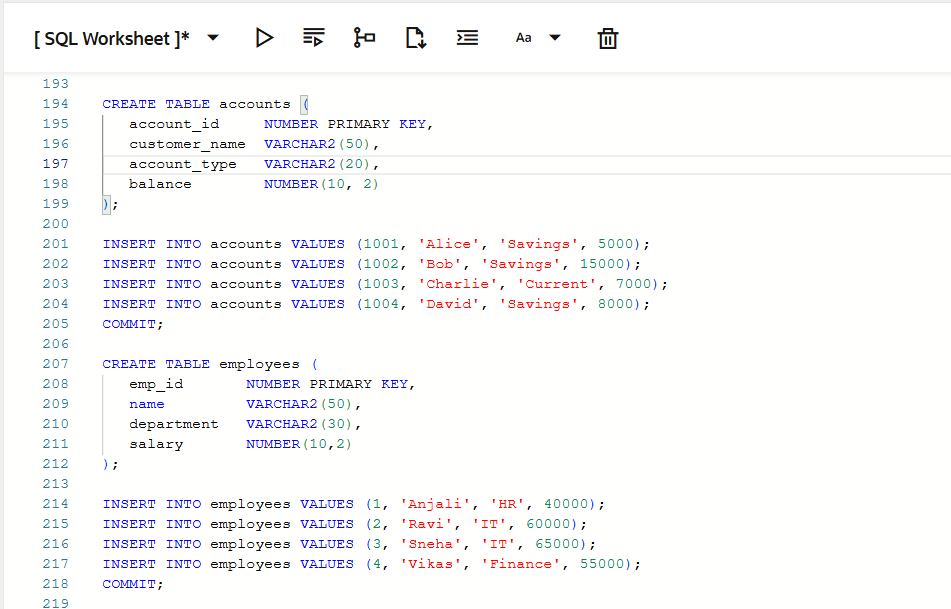 [ SQL Worksheet ]* Aa
193
194 CREATE TABLE accounts (
195 account_id NUMBER PRIMARY KEY,
196 customer_name VARCHAR2(50),
197 account_type VARCHAR2(20),
198 balance NUMBER(10, 2)
199 );
200
201 INSERT INTO accounts VALUES (1001, 'Alice', 'Savings', 5000);
202 INSERT INTO accounts VALUES (1002, 'Bob', 'Savings', 15000);
203 INSERT INTO accounts VALUES (1003, 'Charlie', 'Current', 7000);
204 INSERT INTO accounts VALUES (1004, 'David', 'Savings', 8000);
205 COMMIT;
206
207 CREATE TABLE employees (
208 emp_id NUMBER PRIMARY KEY,
209 name VARCHAR2(50),
210 department VARCHAR2(30),
211 salary NUMBER(10,2)
212 );
213
214 INSERT INTO employees VALUES (1, 'Anjali', 'HR', 40000);
215 INSERT INTO employees VALUES (2, 'Ravi', 'IT', 60000);
216 INSERT INTO employees VALUES (3, 'Sneha', 'IT', 65000);
217 INSERT INTO employees VALUES (4, 'Vikas', 'Finance', 55000);
218 COMMIT;
219